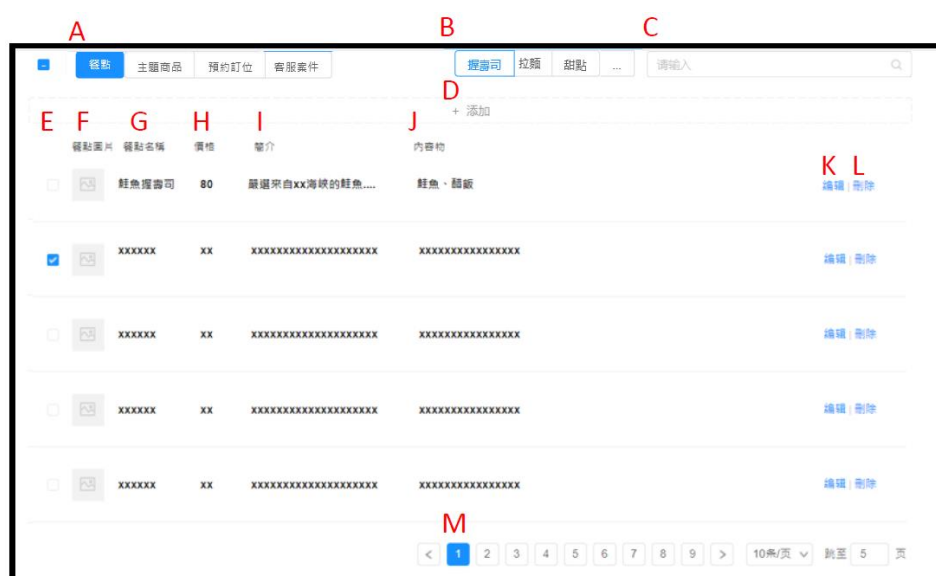 A B C
餐點 主題商品 預約訂位 客服案件 握壽司 拉麵 甜點 ... 请输入
D
+ 添加
E F G H I J
餐點圖片 餐點名稱 價格 簡介 內容物
K L
鮭魚握壽司 80 嚴選來自xx海峽的鮭魚.... 鮭魚、醋飯 編輯 | 刪除
xxxxxx xx xxxxxxxxxxxxxxxxxxxx xxxxxxxxxxxxxxxx 編輯 | 刪除
xxxxxx xx xxxxxxxxxxxxxxxxxxxx xxxxxxxxxxxxxxxx 編輯 | 刪除
xxxxxx xx xxxxxxxxxxxxxxxxxxxx xxxxxxxxxxxxxxxx 編輯 | 刪除
xxxxxx xx xxxxxxxxxxxxxxxxxxxx xxxxxxxxxxxxxxxx 編輯 | 刪除
M
< 1 2 3 4 5 6 7 8 9 > 10条/页 跳至 5 页